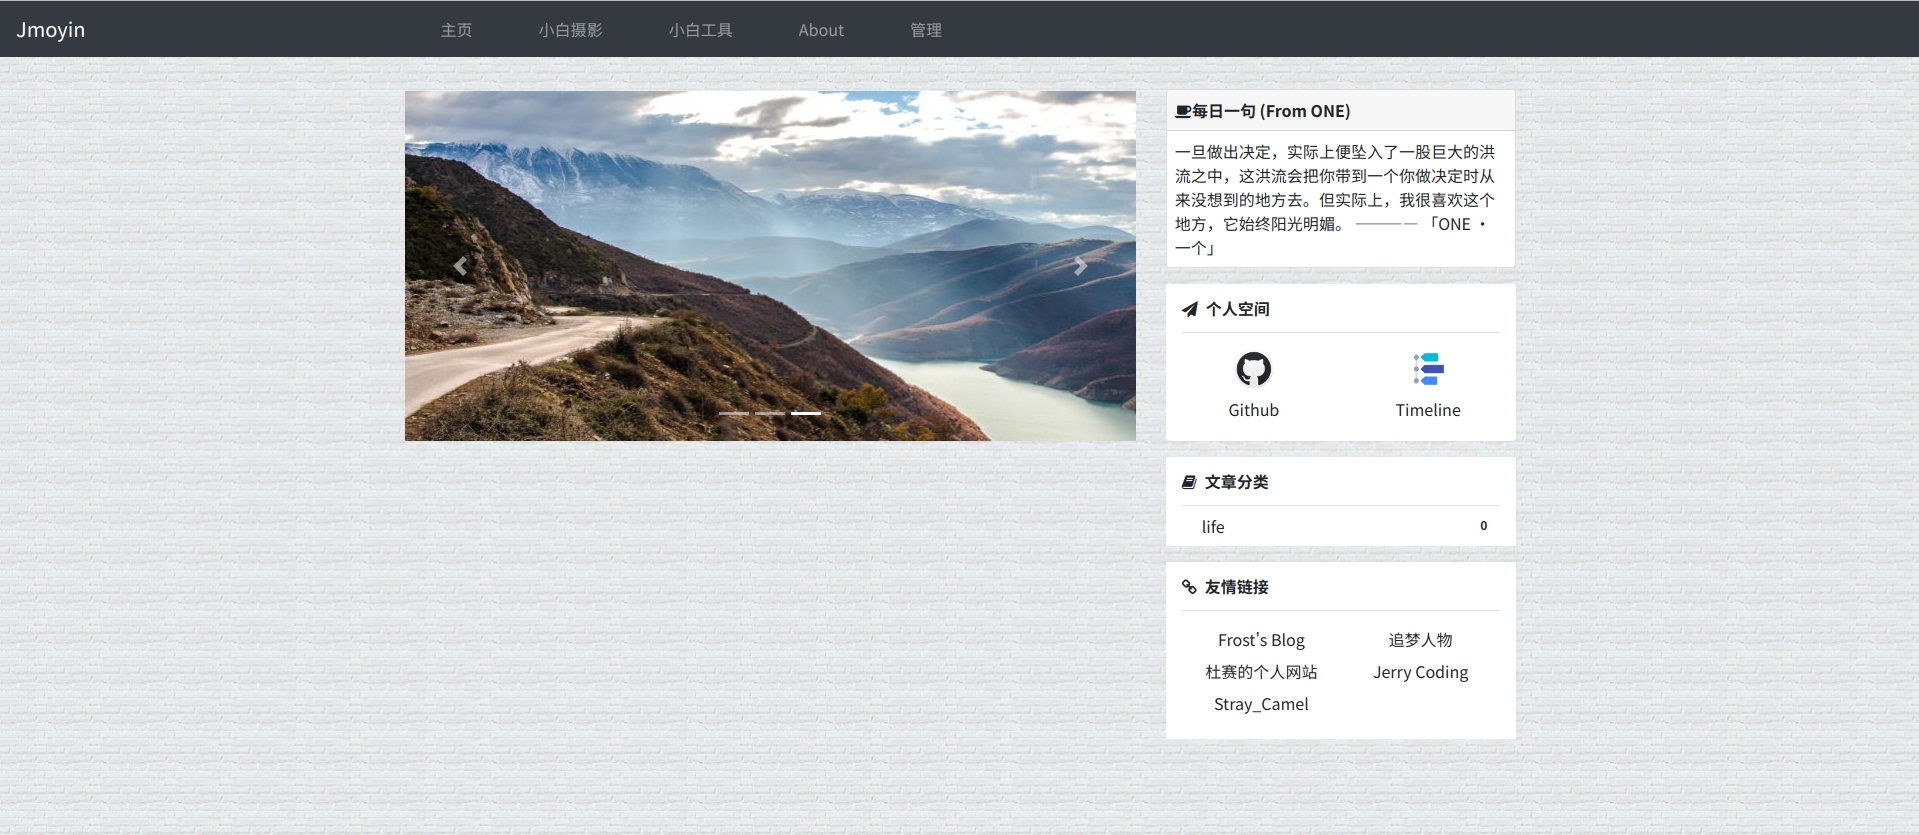 Jmoyin
主页 小白摄影 小白工具 About 管理
每日一句 (From ONE)
一旦做出决定，实际上便坠入了一股巨大的洪
流之中，这洪流会把你带到一个你做决定时从
来没想到的地方去。但实际上，我很喜欢这个
地方，它始终阳光明媚。 ———— 「ONE ·
一个」
个人空间
Github Timeline
文章分类
life 0
友情链接
Frost's Blog 追梦人物
杜赛的个人网站 Jerry Coding
Stray_Camel